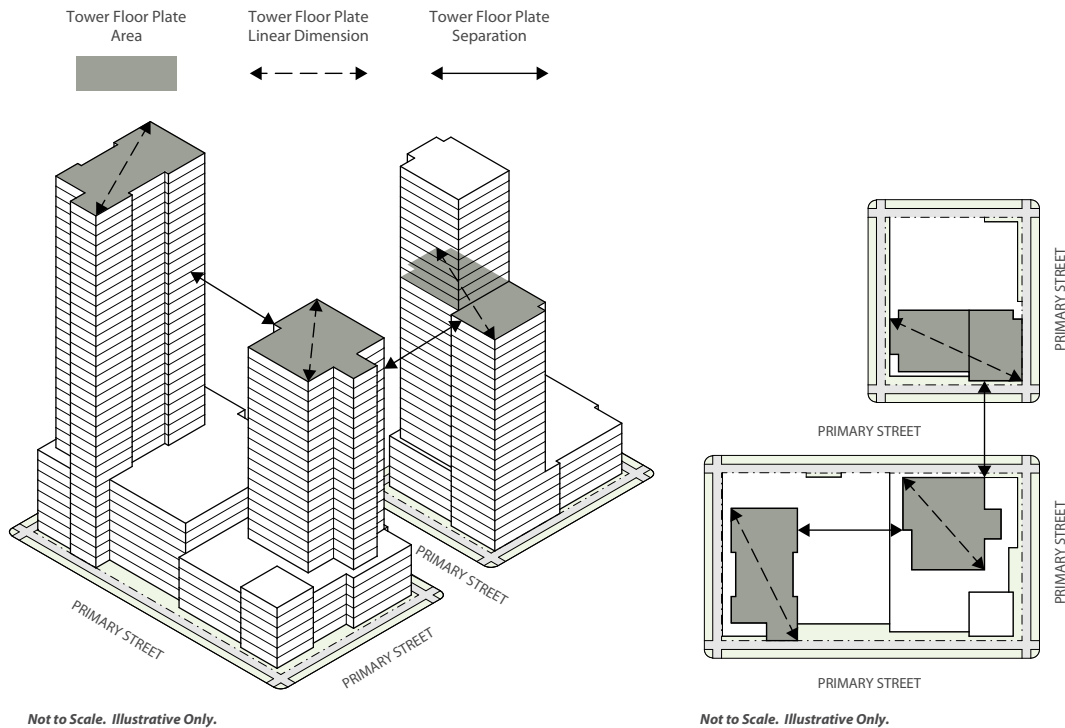 Tower Floor Plate
Area
Tower Floor Plate
Linear Dimension
Tower Floor Plate
Separation
PRIMARY STREET
PRIMARY STREET
PRIMARY STREET
Not to Scale. Illustrative Only.
PRIMARY STREET
PRIMARY STREET
PRIMARY STREET
PRIMARY STREET
Not to Scale. Illustrative Only.